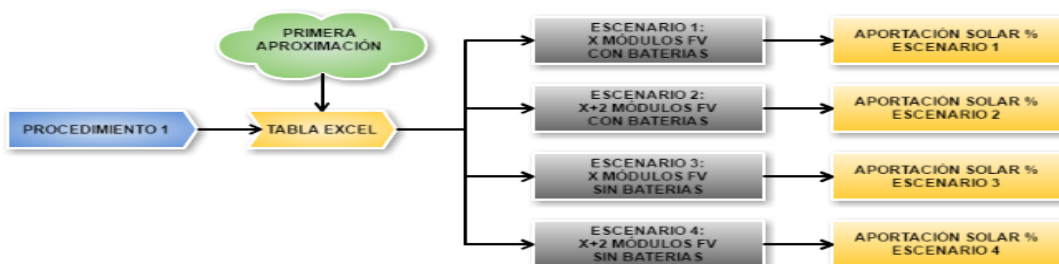 PRIMERA
APROXIMACIÓN
PROCEDIMIENTO 1
TABLA EXCEL
ESCENARIO 1:
X MÓDULOS FV
CON BATERIAS
APORTACIÓN SOLAR %
ESCENARIO 1
ESCENARIO 2:
X+2 MÓDULOS FV
CON BATERIAS
APORTACIÓN SOLAR %
ESCENARIO 2
ESCENARIO 3:
X MÓDULOS FV
SIN BATERIAS
APORTACIÓN SOLAR %
ESCENARIO 3
ESCENARIO 4:
X+2 MÓDULOS FV
SIN BATERIAS
APORTACIÓN SOLAR %
ESCENARIO 4